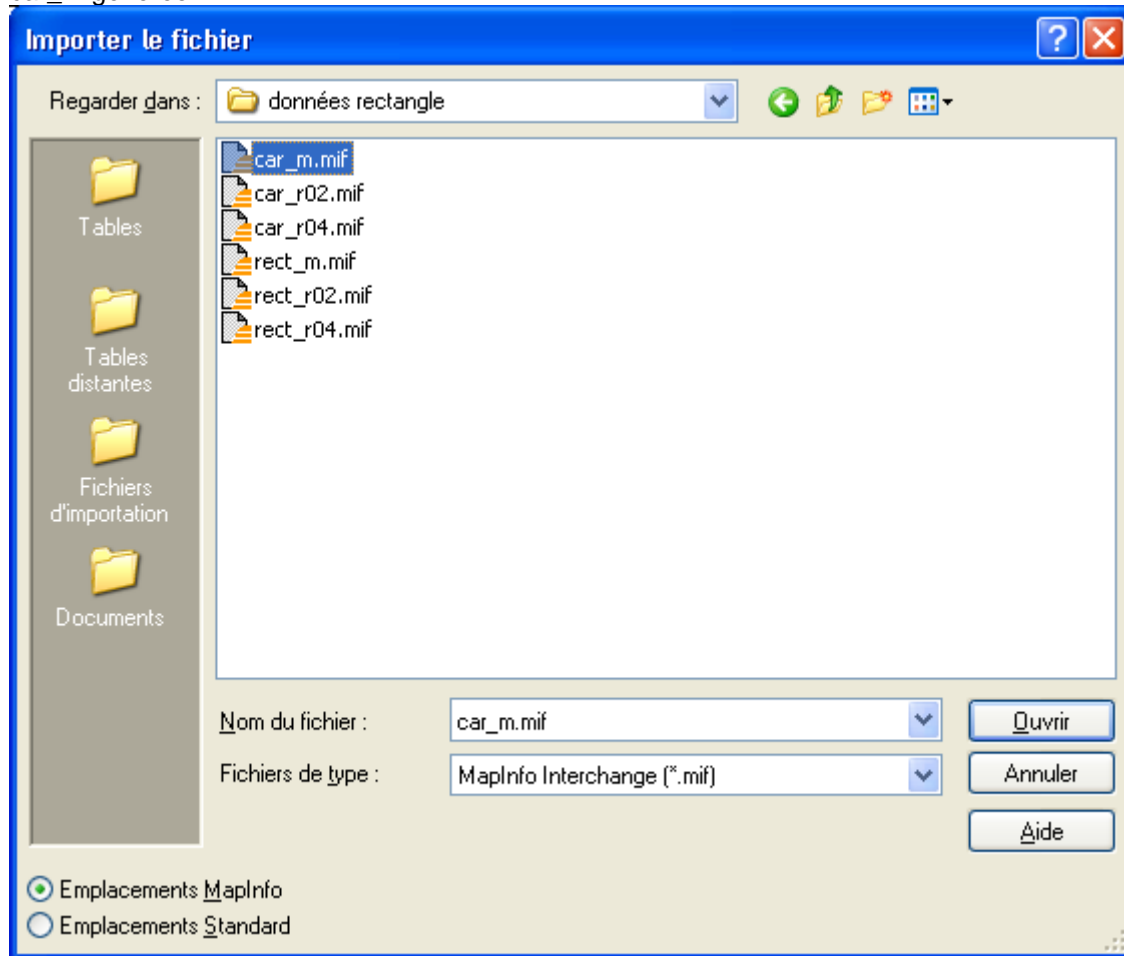 Importer le fichier
Regarder dans : données rectangle
Tables
Tables
distantes
Fichiers
d'importation
Documents
car_m.mif
car_r02.mif
car_r04.mif
rect_m.mif
rect_r02.mif
rect_r04.mif
Nom du fichier : car_m.mif Ouvrir
Fichiers de type : MapInfo Interchange (*.mif) Annuler
Aide
Emplacements MapInfo
Emplacements Standard